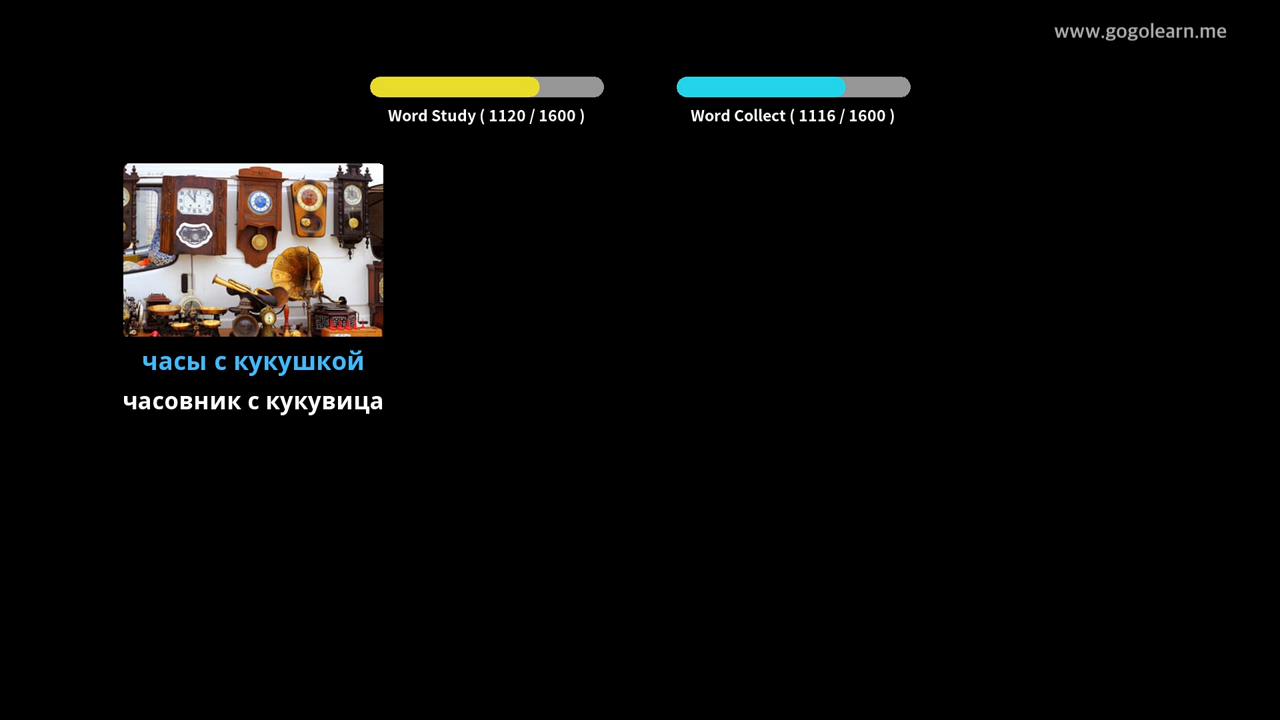 www.gogolearn.me
Word Study ( 1120 / 1600 )
Word Collect ( 1116 / 1600 )
часы с кукушкой
часовник с кукувица